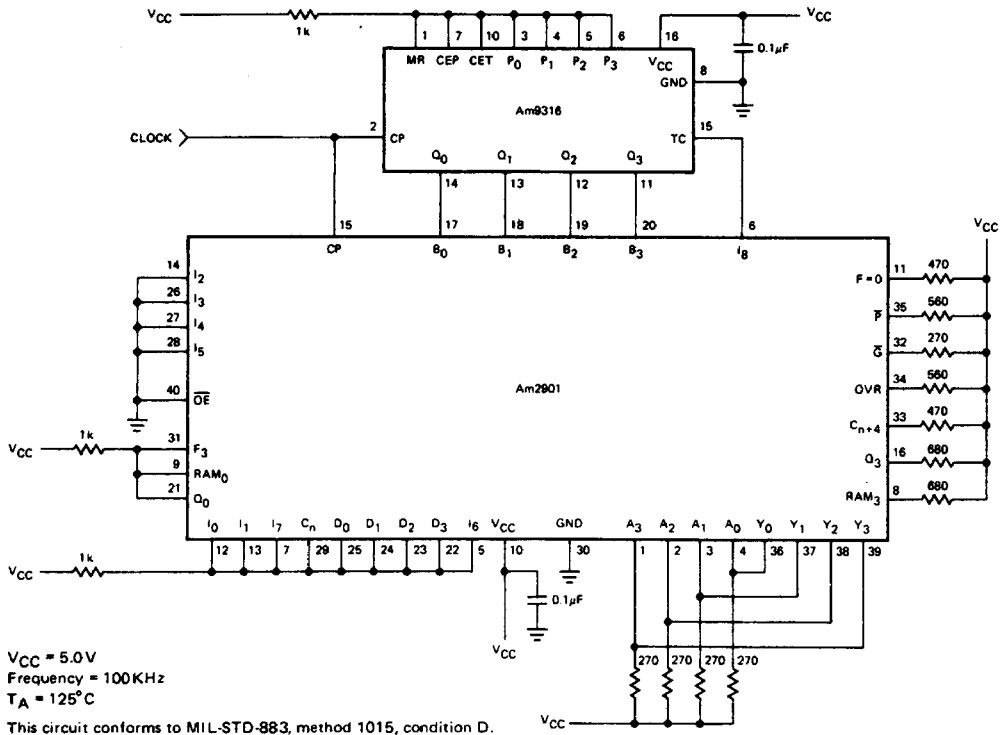 VCC 1k VCC
1 7 10 3 4 5 6 16 0.1µF
MR CEP CET P0 P1 P2 P3 VCC
GND 8
Am9316
CLOCK 2 CP TC 15
Q0 Q1 Q2 Q3
14 13 12 11
15 17 18 19 20 6
CP B0 B1 B2 B3 I8
VCC
14 I2 F=0 11 470
26 I3 P̅ 35 560
27 I4 G̅ 32 270
28 I5
40 O̅E̅ Am2901 OVR 34 560
Cn+4 33 470
VCC 1k 31 F3 Q3 16 680
9 RAM0
21 Q0 RAM3 8 680
I0 I1 I7 Cn D0 D1 D2 D3 I6 VCC GND A3 A2 A1 A0 Y0 Y1 Y2 Y3
12 13 7 29 25 24 23 22 5 10 30 1 2 3 4 36 37 38 39
VCC 1k
0.1µF
VCC
270 270 270 270
VCC
VCC = 5.0V
Frequency = 100KHz
TA = 125°C
This circuit conforms to MIL-STD-883, method 1015, condition D.